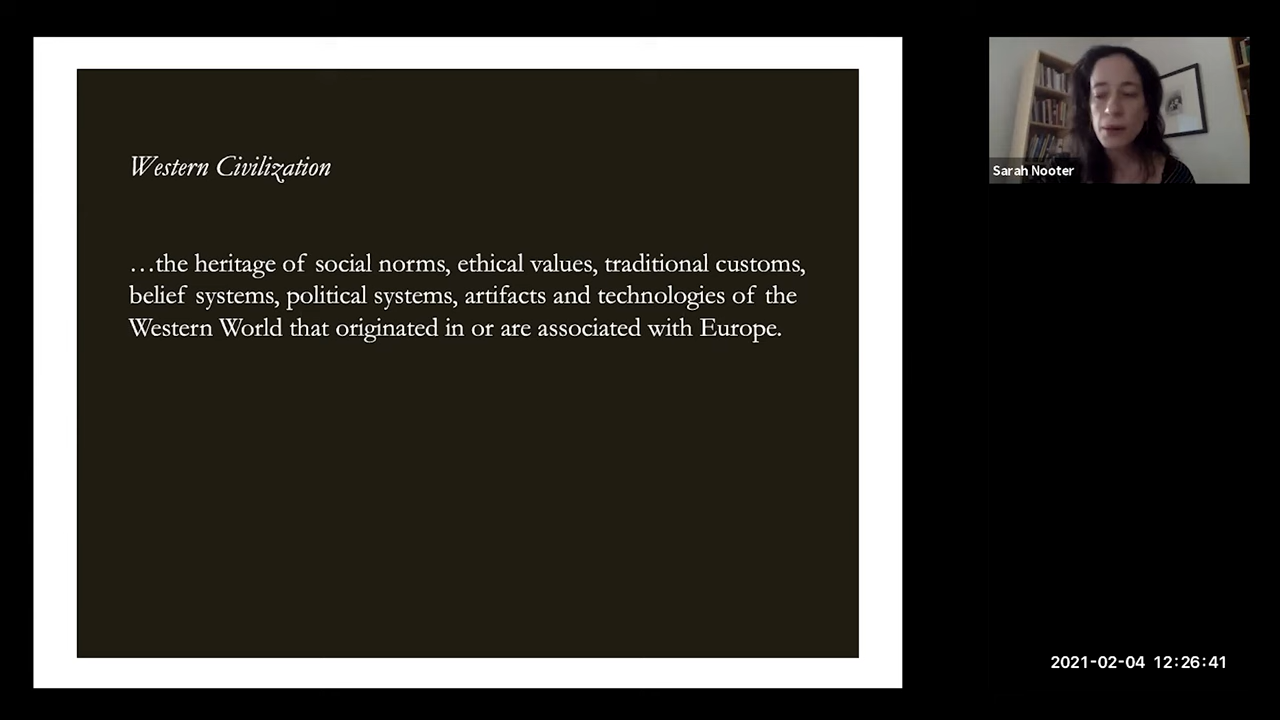 Western Civilization
…the heritage of social norms, ethical values, traditional customs,
belief systems, political systems, artifacts and technologies of the
Western World that originated in or are associated with Europe.
Sarah Nooter
2021-02-04 12:26:41